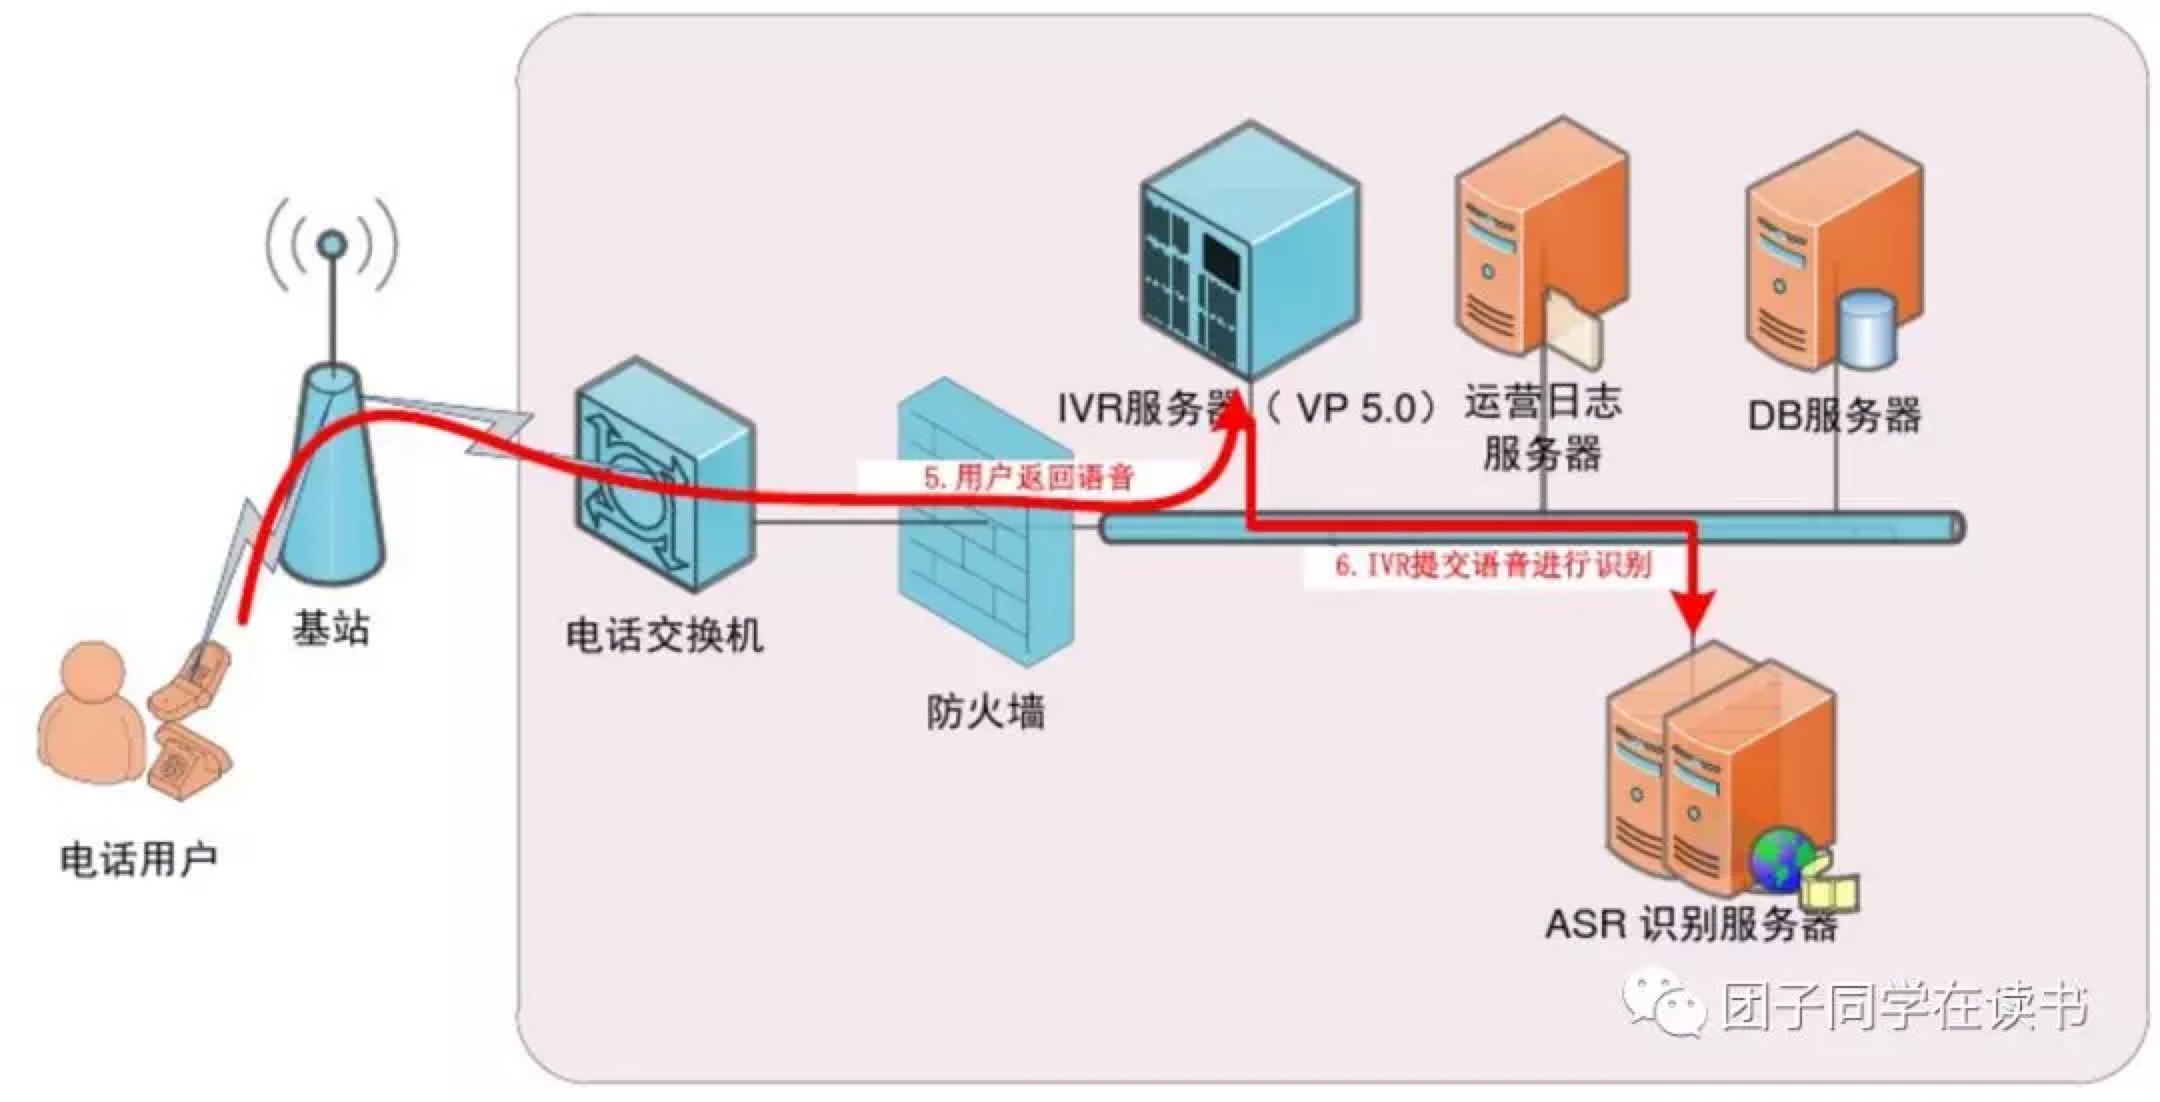 IVR服务器（ VP 5.0）
运营日志
服务器
DB服务器
5.用户返回语音
6.IVR提交语音进行识别
基站
电话交换机
防火墙
电话用户
ASR 识别服务器
团子同学在读书